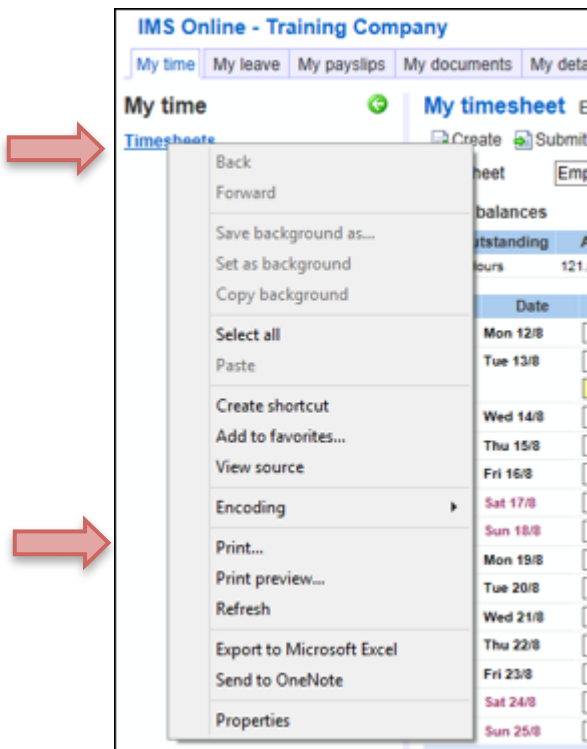 IMS Online - Training Company
My time My leave My payslips My documents My deta
My time
My timesheet E
Timesheets
Create Submit
heet Emp
balances
utstanding A
ours 121.
Date
Mon 12/8
Tue 13/8
Wed 14/8
Thu 15/8
Fri 16/8
Sat 17/8
Sun 18/8
Mon 19/8
Tue 20/8
Wed 21/8
Thu 22/8
Fri 23/8
Sat 24/8
Sun 25/8
Back
Forward
Save background as...
Set as background
Copy background
Select all
Paste
Create shortcut
Add to favorites...
View source
Encoding
Print...
Print preview...
Refresh
Export to Microsoft Excel
Send to OneNote
Properties